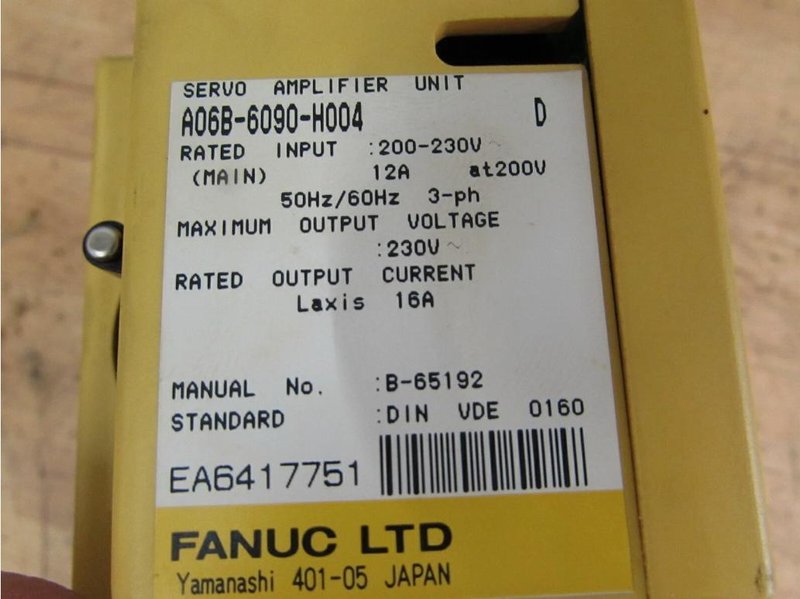 SERVO AMPLIFIER UNIT
A06B-6090-H004 D
RATED INPUT :200-230V~
(MAIN) 12A at200V
50Hz/60Hz 3-ph
MAXIMUM OUTPUT VOLTAGE
:230V~
RATED OUTPUT CURRENT
Laxis 16A
MANUAL No. :B-65192
STANDARD :DIN VDE 0160
EA6417751
FANUC LTD
Yamanashi 401-05 JAPAN